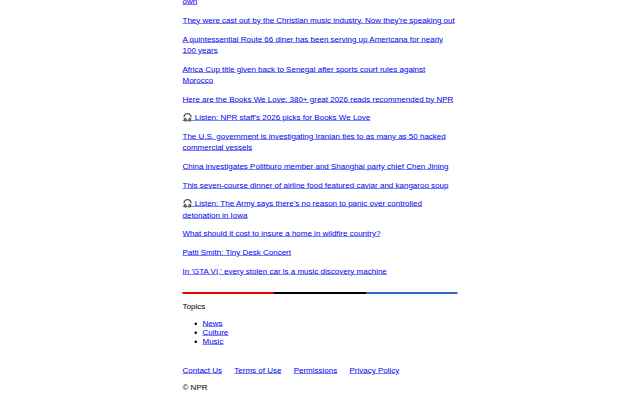 own
They were cast out by the Christian music industry. Now they're speaking out
A quintessential Route 66 diner has been serving up Americana for nearly
100 years
Africa Cup title given back to Senegal after sports court rules against
Morocco
Here are the Books We Love: 380+ great 2026 reads recommended by NPR
🎧 Listen: NPR staff's 2026 picks for Books We Love
The U.S. government is investigating Iranian ties to as many as 50 hacked
commercial vessels
China investigates Politburo member and Shanghai party chief Chen Jining
This seven-course dinner of airline food featured caviar and kangaroo soup
🎧 Listen: The Army says there's no reason to panic over controlled
detonation in Iowa
What should it cost to insure a home in wildfire country?
Patti Smith: Tiny Desk Concert
In 'GTA VI,' every stolen car is a music discovery machine
Topics
News
Culture
Music
Contact Us Terms of Use Permissions Privacy Policy
© NPR